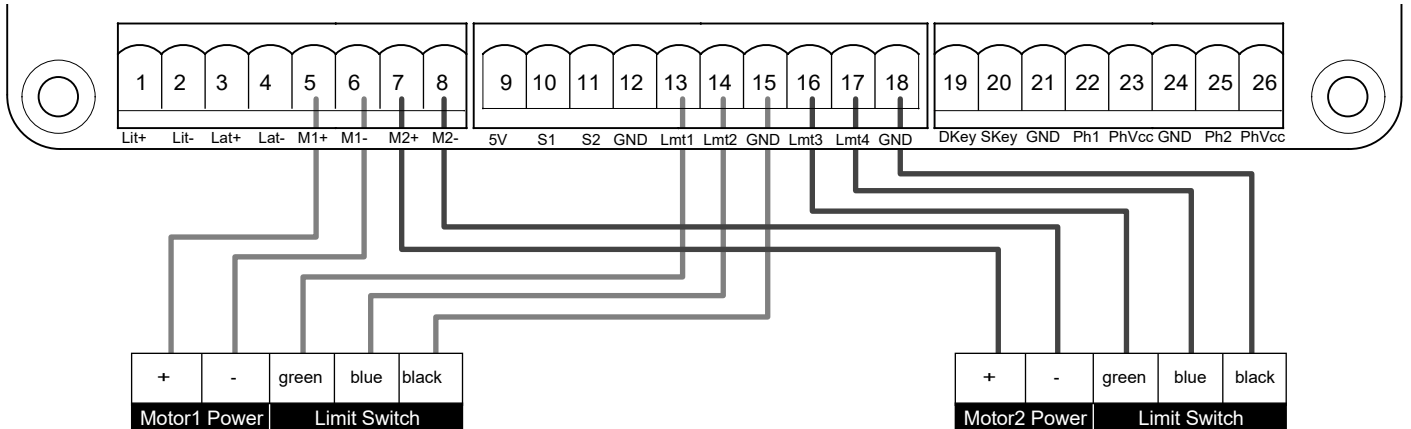 1 2 3 4 5 6 7 8 9 10 11 12 13 14 15 16 17 18 19 20 21 22 23 24 25 26
Lit+ Lit- Lat+ Lat- M1+ M1- M2+ M2- 5V S1 S2 GND Lmt1 Lmt2 GND Lmt3 Lmt4 GND DKey SKey GND Ph1 PhVcc GND Ph2 PhVcc
+ - green blue black + - green blue black
Motor1 Power Limit Switch Motor2 Power Limit Switch